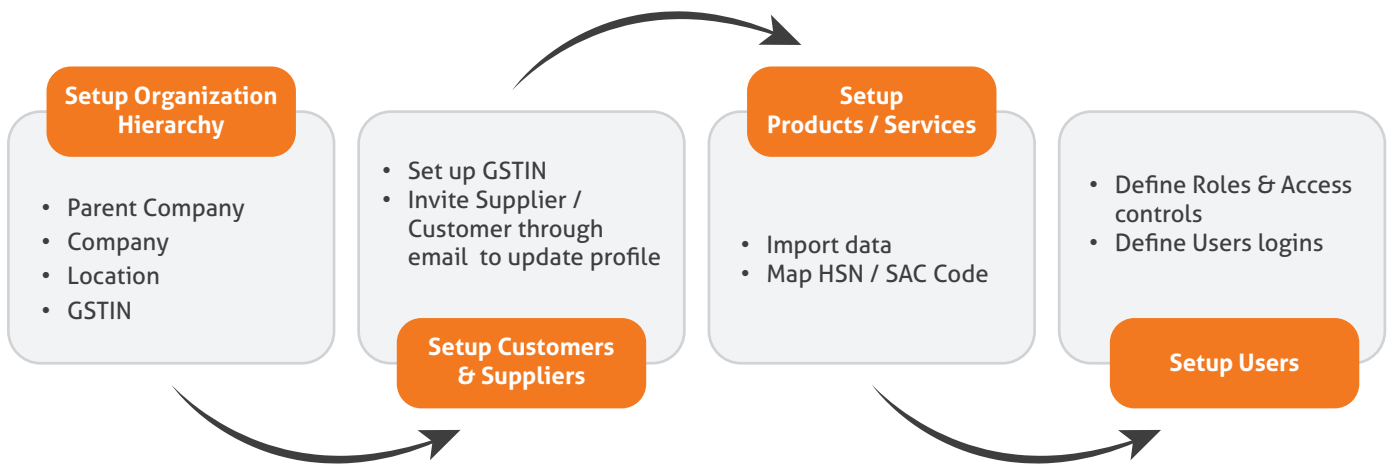 Setup Organization
Hierarchy
• Parent Company
• Company
• Location
• GSTIN
• Set up GSTIN
• Invite Supplier /
Customer through
email to update profile
Setup Customers
& Suppliers
Setup
Products / Services
• Import data
• Map HSN / SAC Code
• Define Roles & Access
controls
• Define Users logins
Setup Users